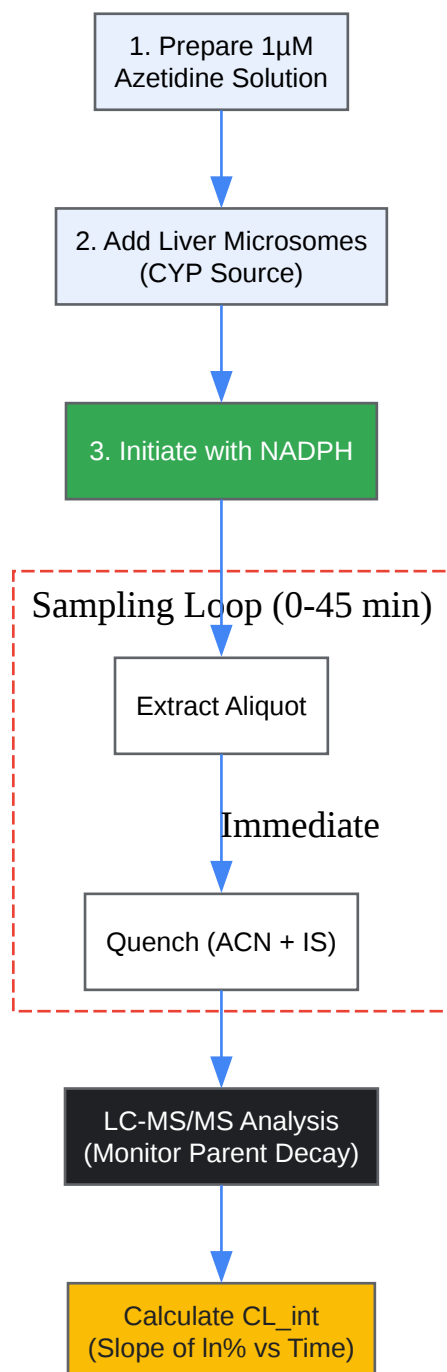 1. Prepare 1µM
Azetidine Solution
2. Add Liver Microsomes
(CYP Source)
3. Initiate with NADPH
Sampling Loop (0-45 min)
Extract Aliquot
Immediate
Quench (ACN + IS)
LC-MS/MS Analysis
(Monitor Parent Decay)
Calculate CL_int
(Slope of ln% vs Time)